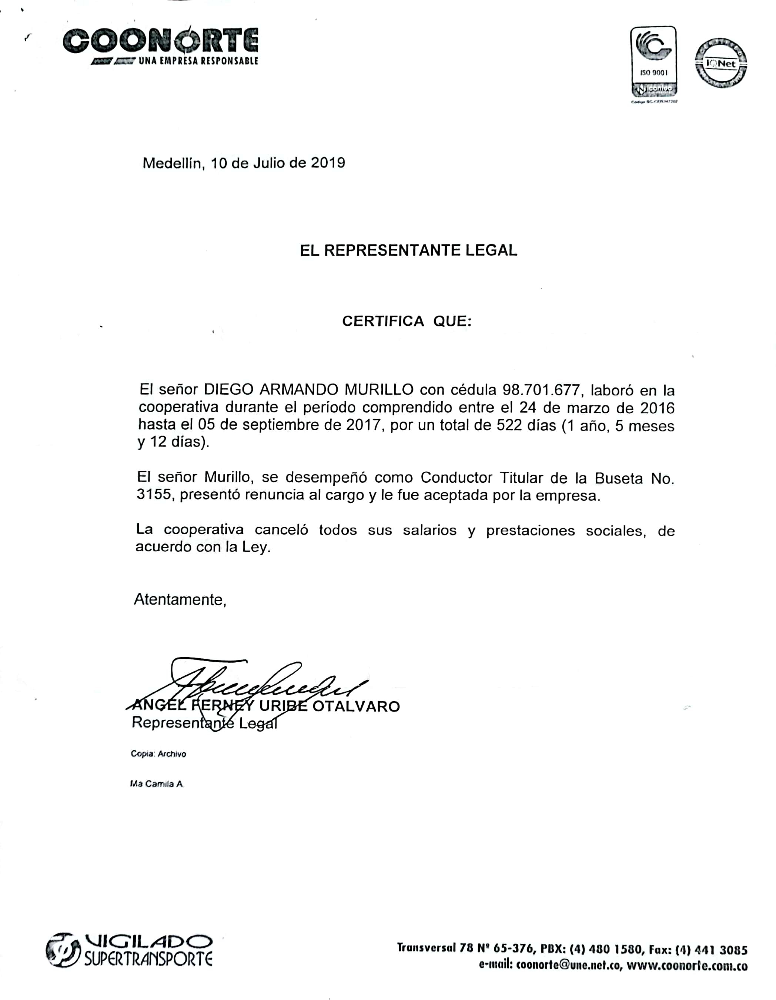 COONORTE
UNA EMPRESA RESPONSABLE
ISO 9001
icontec
CERTIFIED
IQNet
MANAGEMENT SYSTEM
Medellín, 10 de Julio de 2019
EL REPRESENTANTE LEGAL
CERTIFICA QUE:
El señor DIEGO ARMANDO MURILLO con cédula 98.701.677, laboró en la
cooperativa durante el período comprendido entre el 24 de marzo de 2016
hasta el 05 de septiembre de 2017, por un total de 522 días (1 año, 5 meses
y 12 días).
El señor Murillo, se desempeñó como Conductor Titular de la Buseta No.
3155, presentó renuncia al cargo y le fue aceptada por la empresa.
La cooperativa canceló todos sus salarios y prestaciones sociales, de
acuerdo con la Ley.
Atentamente,
ANGEL FERNEY URIBE OTALVARO
Representante Legal
Copia: Archivo
Ma Camila A.
VIGILADO
SUPERTRANSPORTE
Transversal 78 Nº 65-376, PBX: (4) 480 1580, Fax: (4) 441 3085
e-mail: coonorte@une.net.co, www.coonorte.com.co